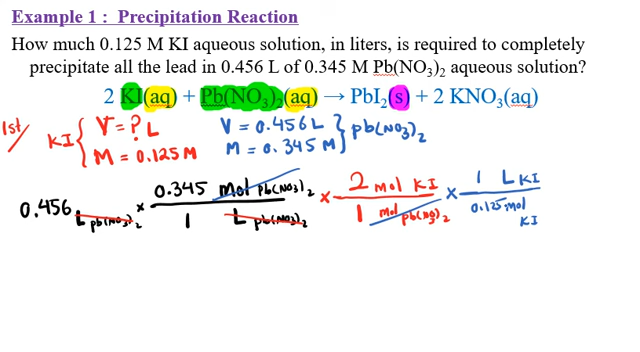 Example 1 : Precipitation Reaction
How much 0.125 M KI aqueous solution, in liters, is required to completely
precipitate all the lead in 0.456 L of 0.345 M Pb(NO₃)₂ aqueous solution?
2 KI(aq) + Pb(NO₃)₂(aq) → PbI₂(s) + 2 KNO₃(aq)
1st/ KI { V = ? L V = 0.456 L } pb(NO₃)₂
M = 0.125 M M = 0.345 M
0.456 L pb(NO₃)₂ × 0.345 mol pb(NO₃)₂ × 2 mol KI × 1 L KI
1 L pb(NO₃)₂ 1 mol pb(NO₃)₂ 0.125 mol KI